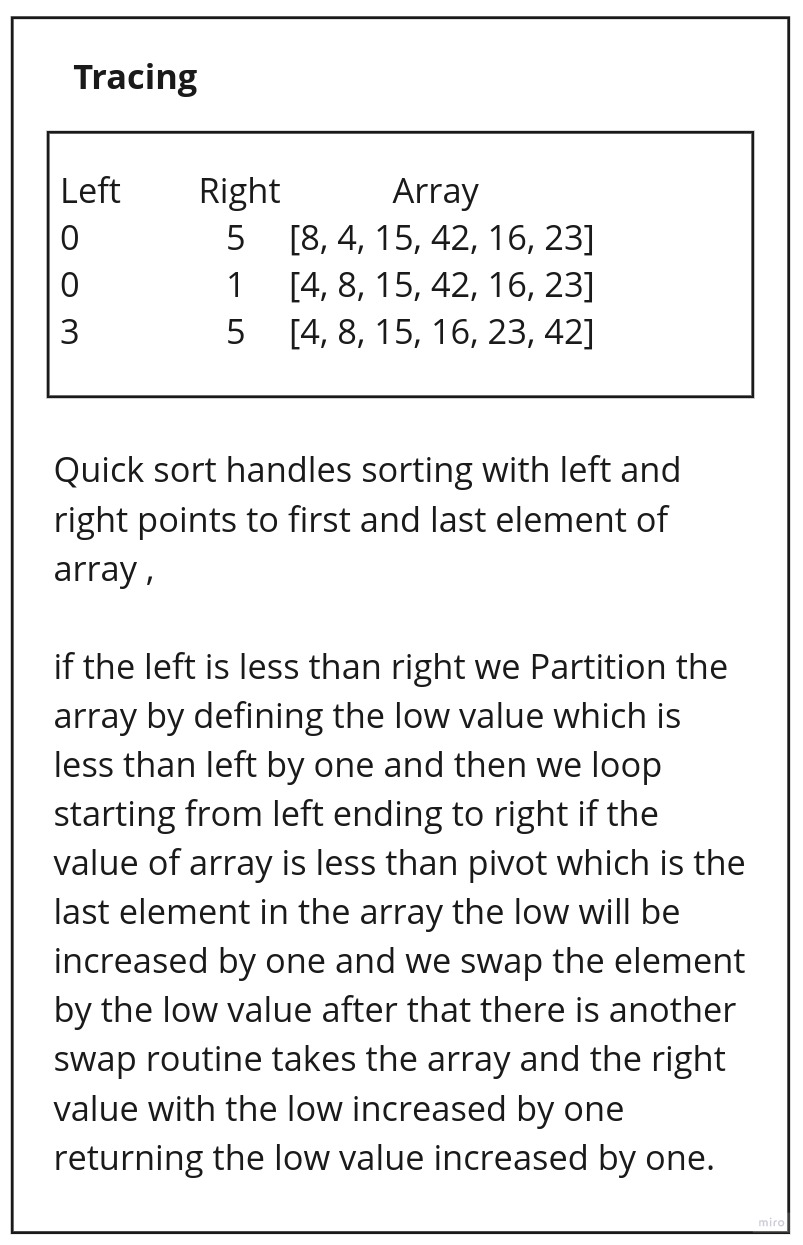 Tracing
Left Right Array
0 5 [8, 4, 15, 42, 16, 23]
0 1 [4, 8, 15, 42, 16, 23]
3 5 [4, 8, 15, 16, 23, 42]
Quick sort handles sorting with left and
right points to first and last element of
array ,
if the left is less than right we Partition the
array by defining the low value which is
less than left by one and then we loop
starting from left ending to right if the
value of array is less than pivot which is the
last element in the array the low will be
increased by one and we swap the element
by the low value after that there is another
swap routine takes the array and the right
value with the low increased by one
returning the low value increased by one.
miro